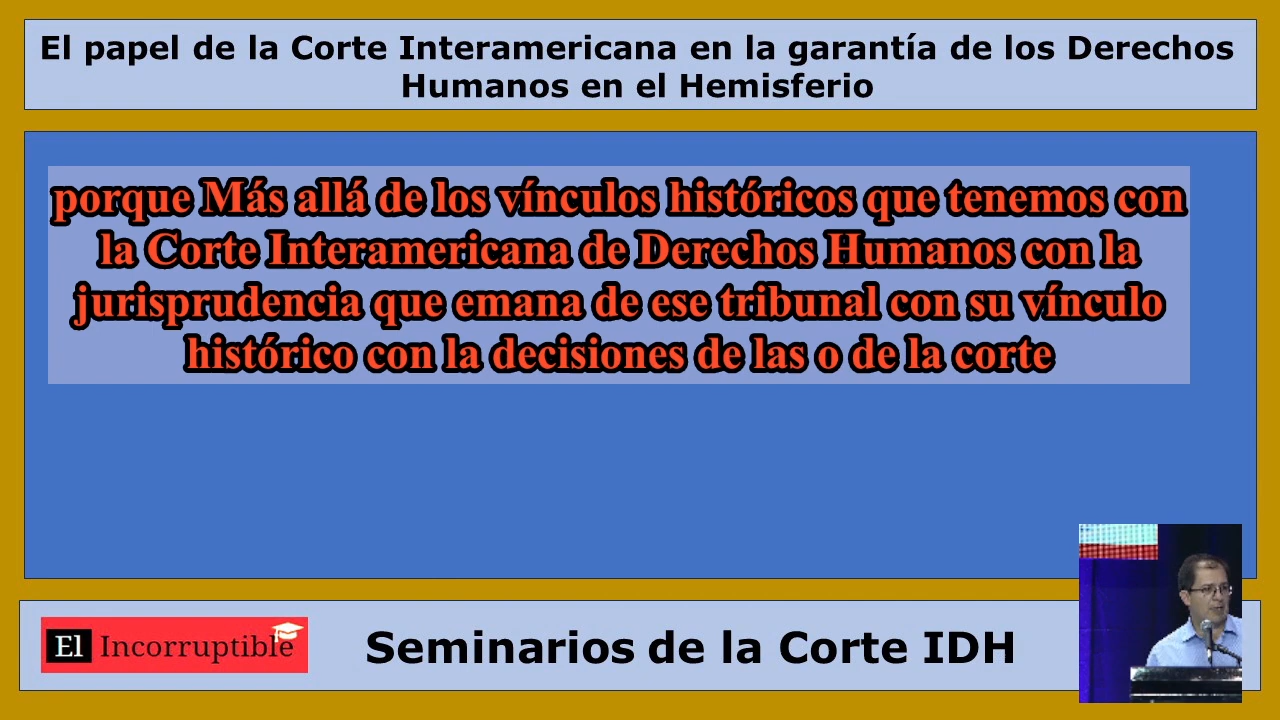 El papel de la Corte Interamericana en la garantía de los Derechos
Humanos en el Hemisferio
porque Más allá de los vínculos históricos que tenemos con
la Corte Interamericana de Derechos Humanos con la
jurisprudencia que emana de ese tribunal con su vínculo
histórico con la decisiones de las o de la corte
El Incorruptible
Seminarios de la Corte IDH